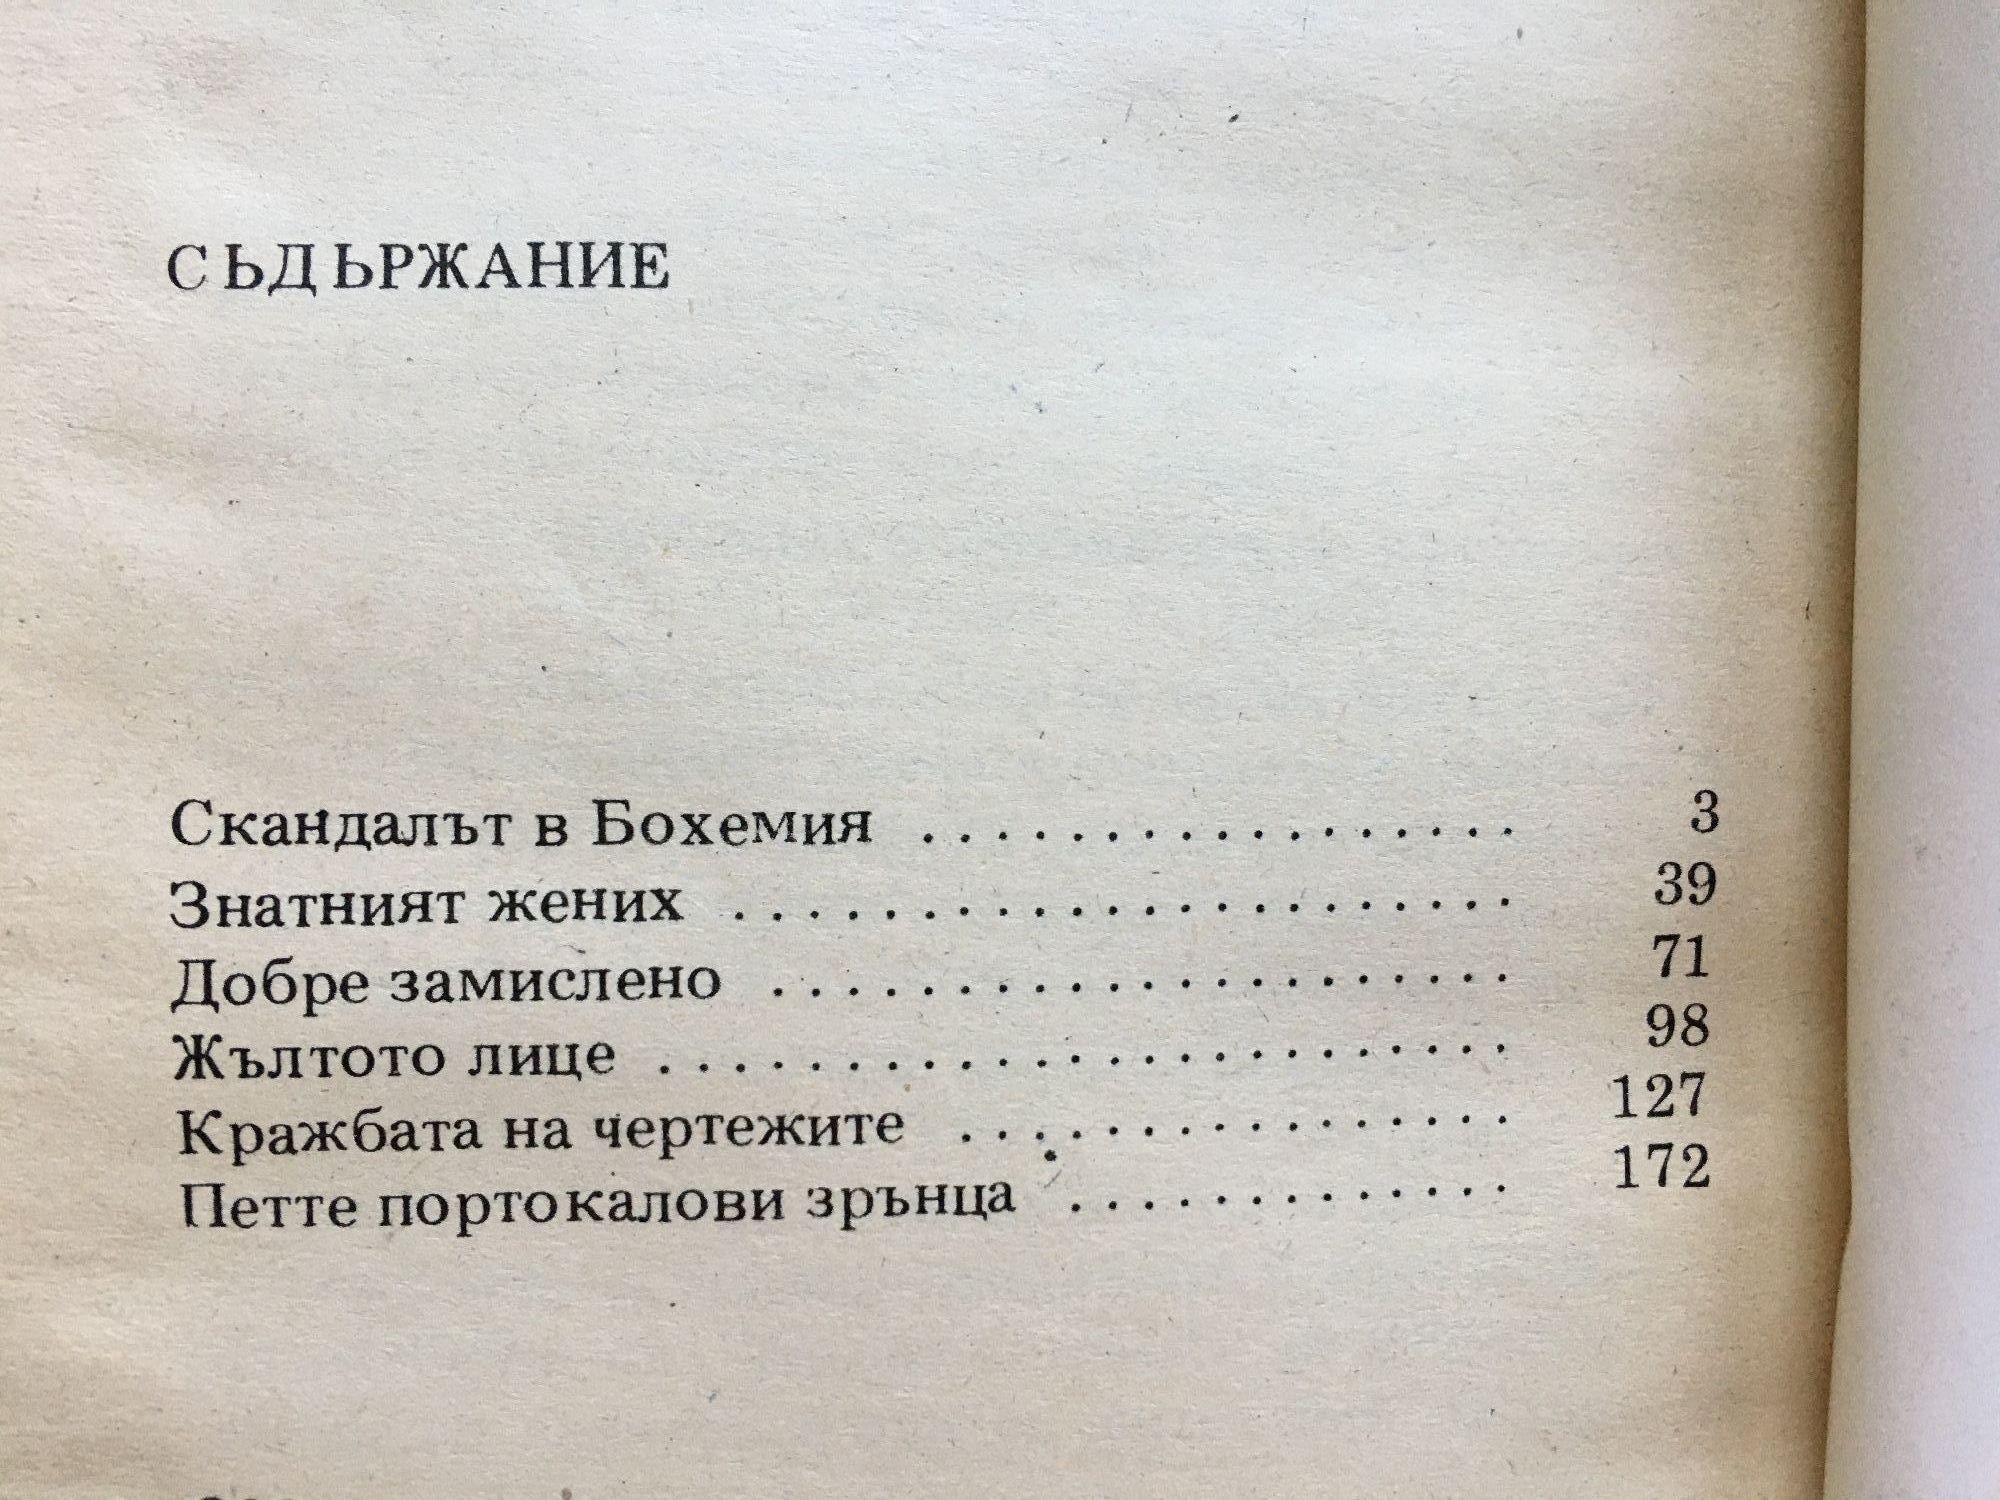 СЪДЪРЖАНИЕ
Скандалът в Бохемия . . . . . . . . . . . . . . . . . 3
Знатният жених . . . . . . . . . . . . . . . . . . . . . 39
Добре замислено . . . . . . . . . . . . . . . . . . . . 71
Жълтото лице . . . . . . . . . . . . . . . . . . . . . . . 98
Кражбата на чертежите . . . . . . . . . . . . . . . 127
Петте портокалови зрънца . . . . . . . . . . . . 172